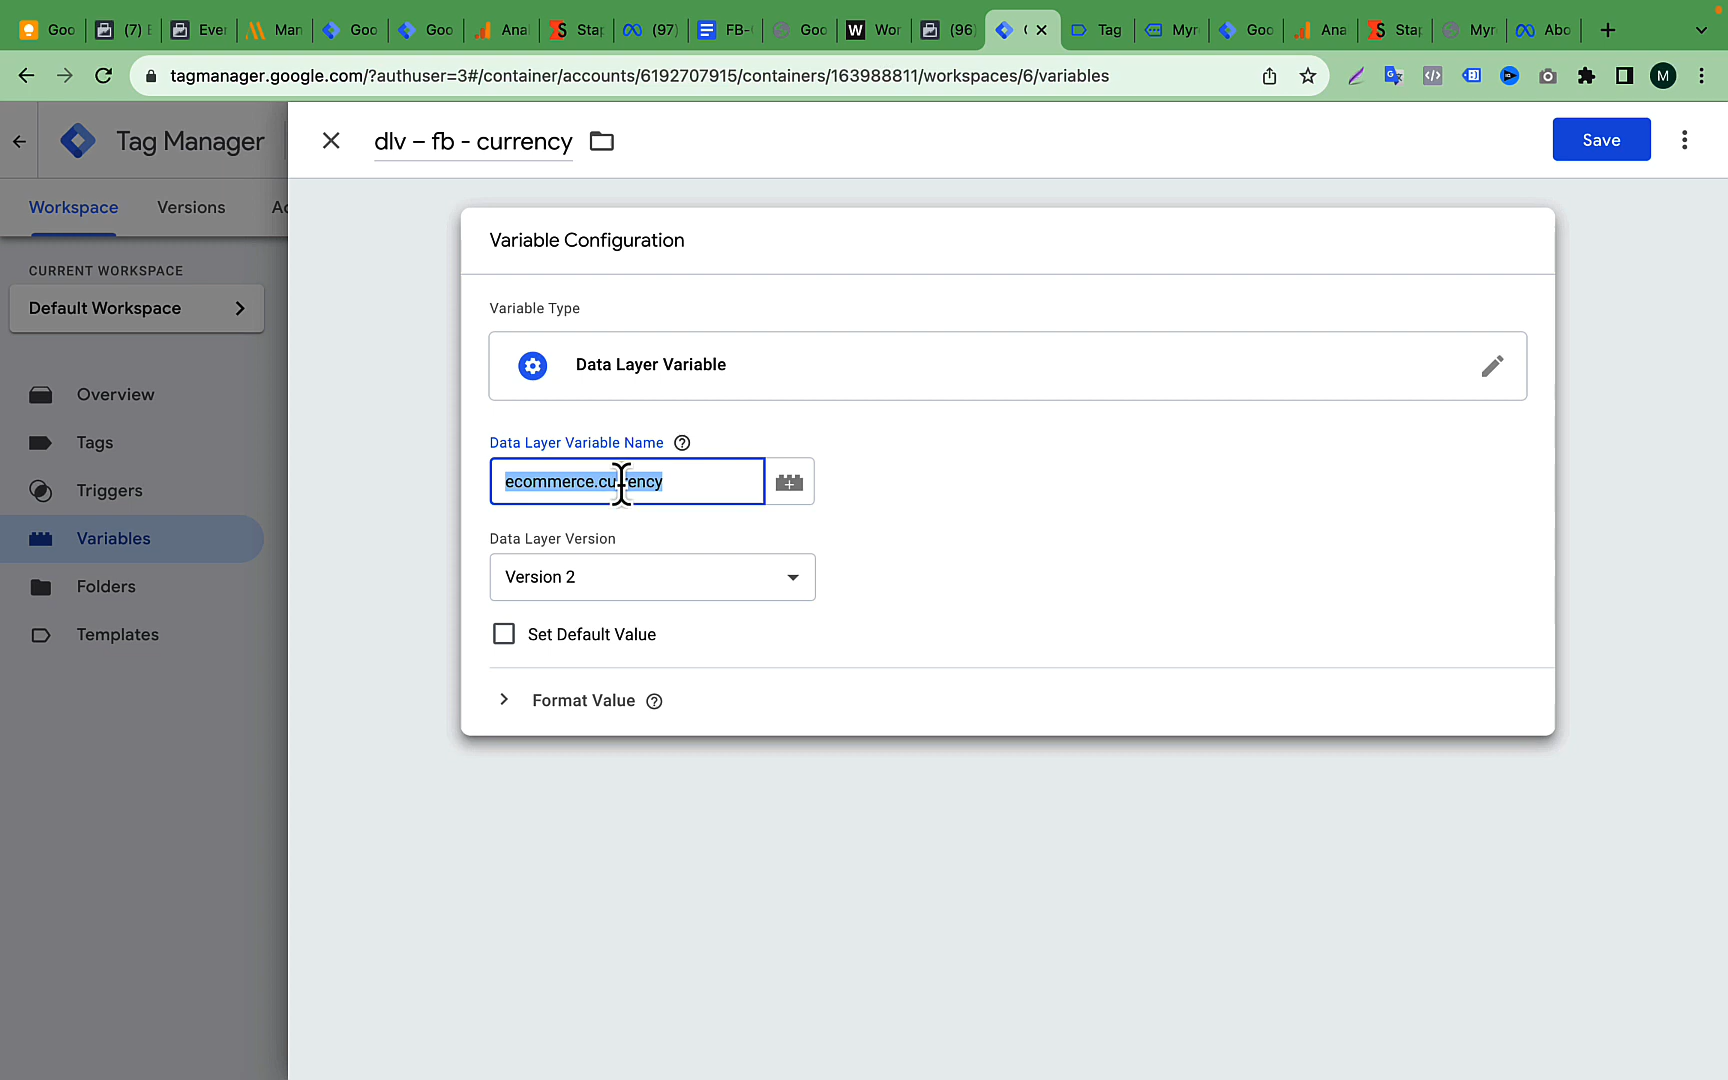 Goo
(7) E
Ever
Man
Goo
Goo
Anal
Stap
(97)
FB-
Goo
W
Wor
(96)
Tag
Myr
Goo
Ana
Stap
Myr
Abo
tagmanager.google.com/?authuser=3#/container/accounts/6192707915/containers/163988811/workspaces/6/variables
M
Tag Manager
dlv – fb - currency
Save
Workspace
Versions
CURRENT WORKSPACE
Default Workspace
Overview
Tags
Triggers
Variables
Folders
Templates
Variable Configuration
Variable Type
Data Layer Variable
Data Layer Variable Name
ecommerce.currency
Data Layer Version
Version 2
Set Default Value
Format Value